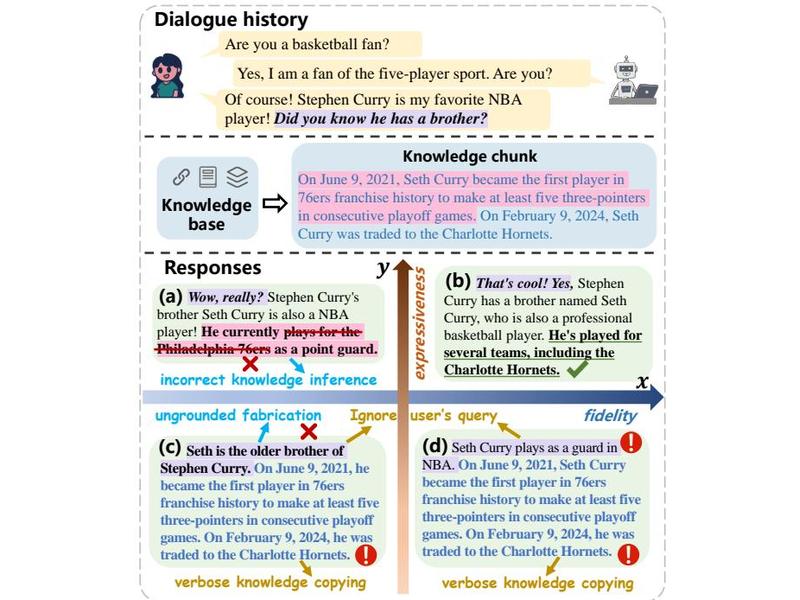 Dialogue history
Are you a basketball fan?
Yes, I am a fan of the five-player sport. Are you?
Of course! Stephen Curry is my favorite NBA
player! Did you know he has a brother?
Knowledge
base
Knowledge chunk
On June 9, 2021, Seth Curry became the first player in
76ers franchise history to make at least five three-pointers
in consecutive playoff games. On February 9, 2024, Seth
Curry was traded to the Charlotte Hornets.
Responses
y
expressiveness
(a) Wow, really? Stephen Curry's
brother Seth Curry is also a NBA
player! He currently plays for the
Philadelphia 76ers as a point guard.
incorrect knowledge inference
(b) That's cool! Yes, Stephen
Curry has a brother named Seth
Curry, who is also a professional
basketball player. He's played for
several teams, including the
Charlotte Hornets.
x
fidelity
ungrounded fabrication
Ignore user's query
(c) Seth is the older brother of
Stephen Curry. On June 9, 2021, he
became the first player in 76ers
franchise history to make at least five
three-pointers in consecutive playoff
games. On February 9, 2024, he was
traded to the Charlotte Hornets.
verbose knowledge copying
(d) Seth Curry plays as a guard in
NBA. On June 9, 2021, Seth Curry
became the first player in 76ers
franchise history to make at least five
three-pointers in consecutive playoff
games. On February 9, 2024, he was
traded to the Charlotte Hornets.
verbose knowledge copying